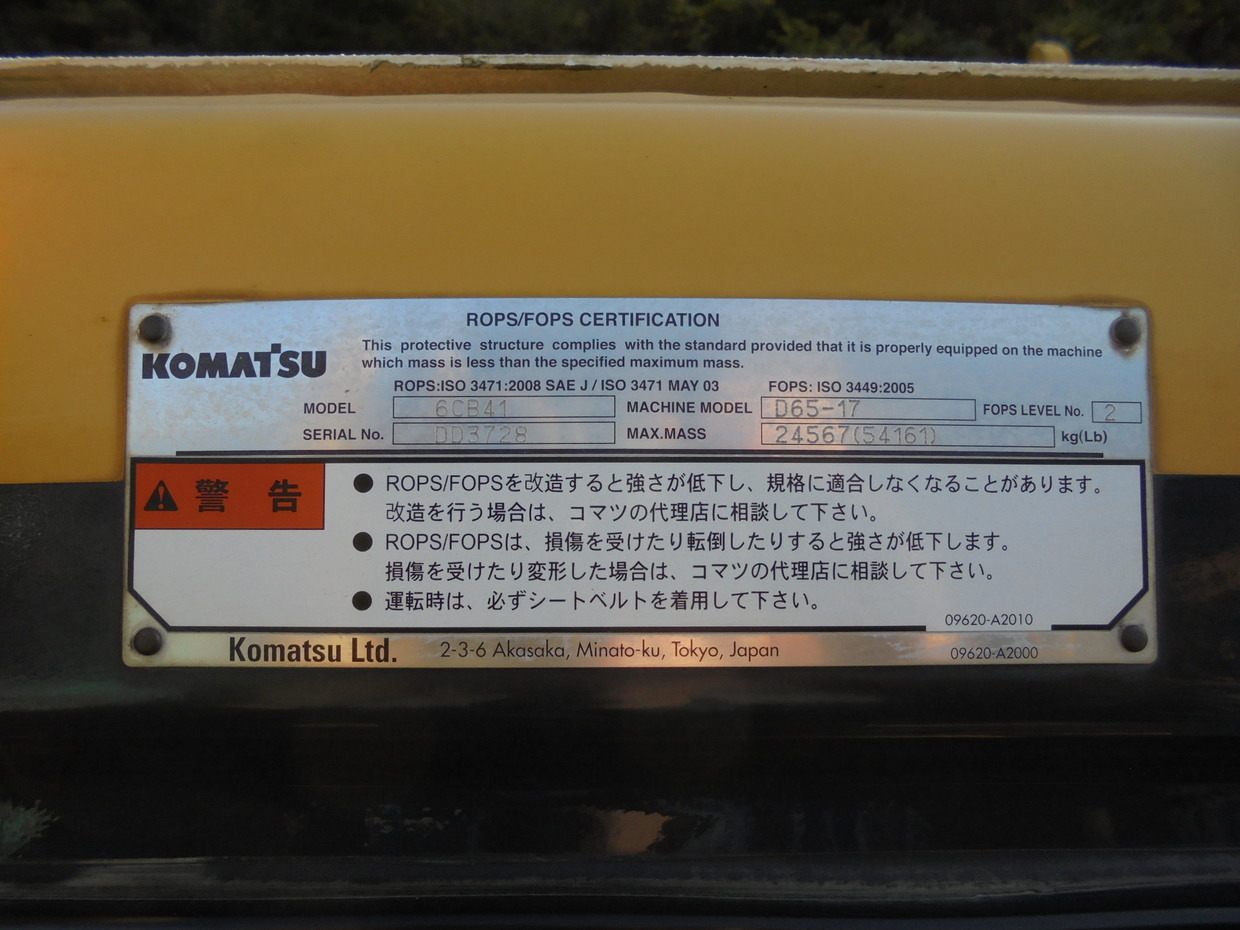 ROPS/FOPS CERTIFICATION
KOMATSU
This protective structure complies with the standard provided that it is properly equipped on the machine
which mass is less than the specified maximum mass.
ROPS:ISO 3471:2008 SAE J / ISO 3471 MAY 03 FOPS: ISO 3449:2005
MODEL 6CB41 MACHINE MODEL D65-17 FOPS LEVEL No. 2
SERIAL No. DD3728 MAX.MASS 24567(54161) kg(Lb)
警 告
● ROPS/FOPSを改造すると強さが低下し、規格に適合しなくなることがあります。
改造を行う場合は、コマツの代理店に相談して下さい。
● ROPS/FOPSは、損傷を受けたり転倒したりすると強さが低下します。
損傷を受けたり変形した場合は、コマツの代理店に相談して下さい。
● 運転時は、必ずシートベルトを着用して下さい。
09620-A2010
Komatsu Ltd. 2-3-6 Akasaka, Minato-ku, Tokyo, Japan 09620-A2000